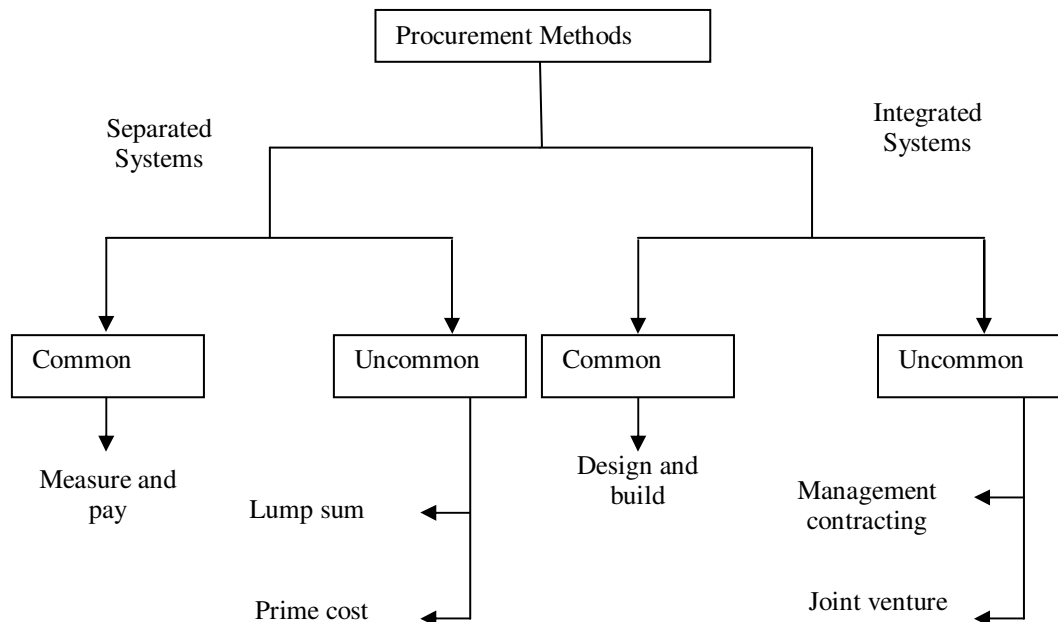 Procurement Methods
Separated
Systems
Integrated
Systems
Common
Uncommon
Common
Uncommon
Measure and
pay
Lump sum
Prime cost
Design and
build
Management
contracting
Joint venture